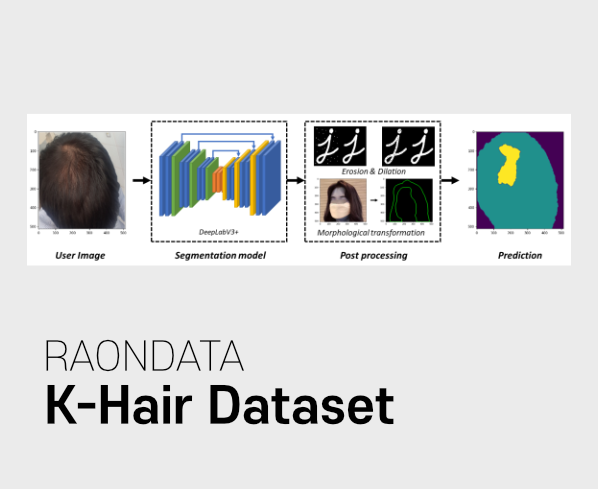 DeepLabV3+
Erosion & Dilation
Morphological transformation
User Image
Segmentation model
Post processing
Prediction
RAONDATA
K-Hair Dataset